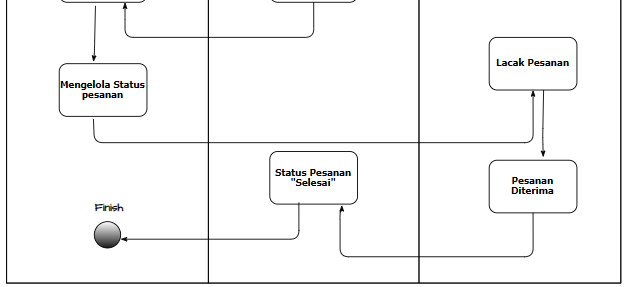 Mengelola Status
pesanan
Lacak Pesanan
Status Pesanan
"Selesai"
Pesanan
Diterima
Finish